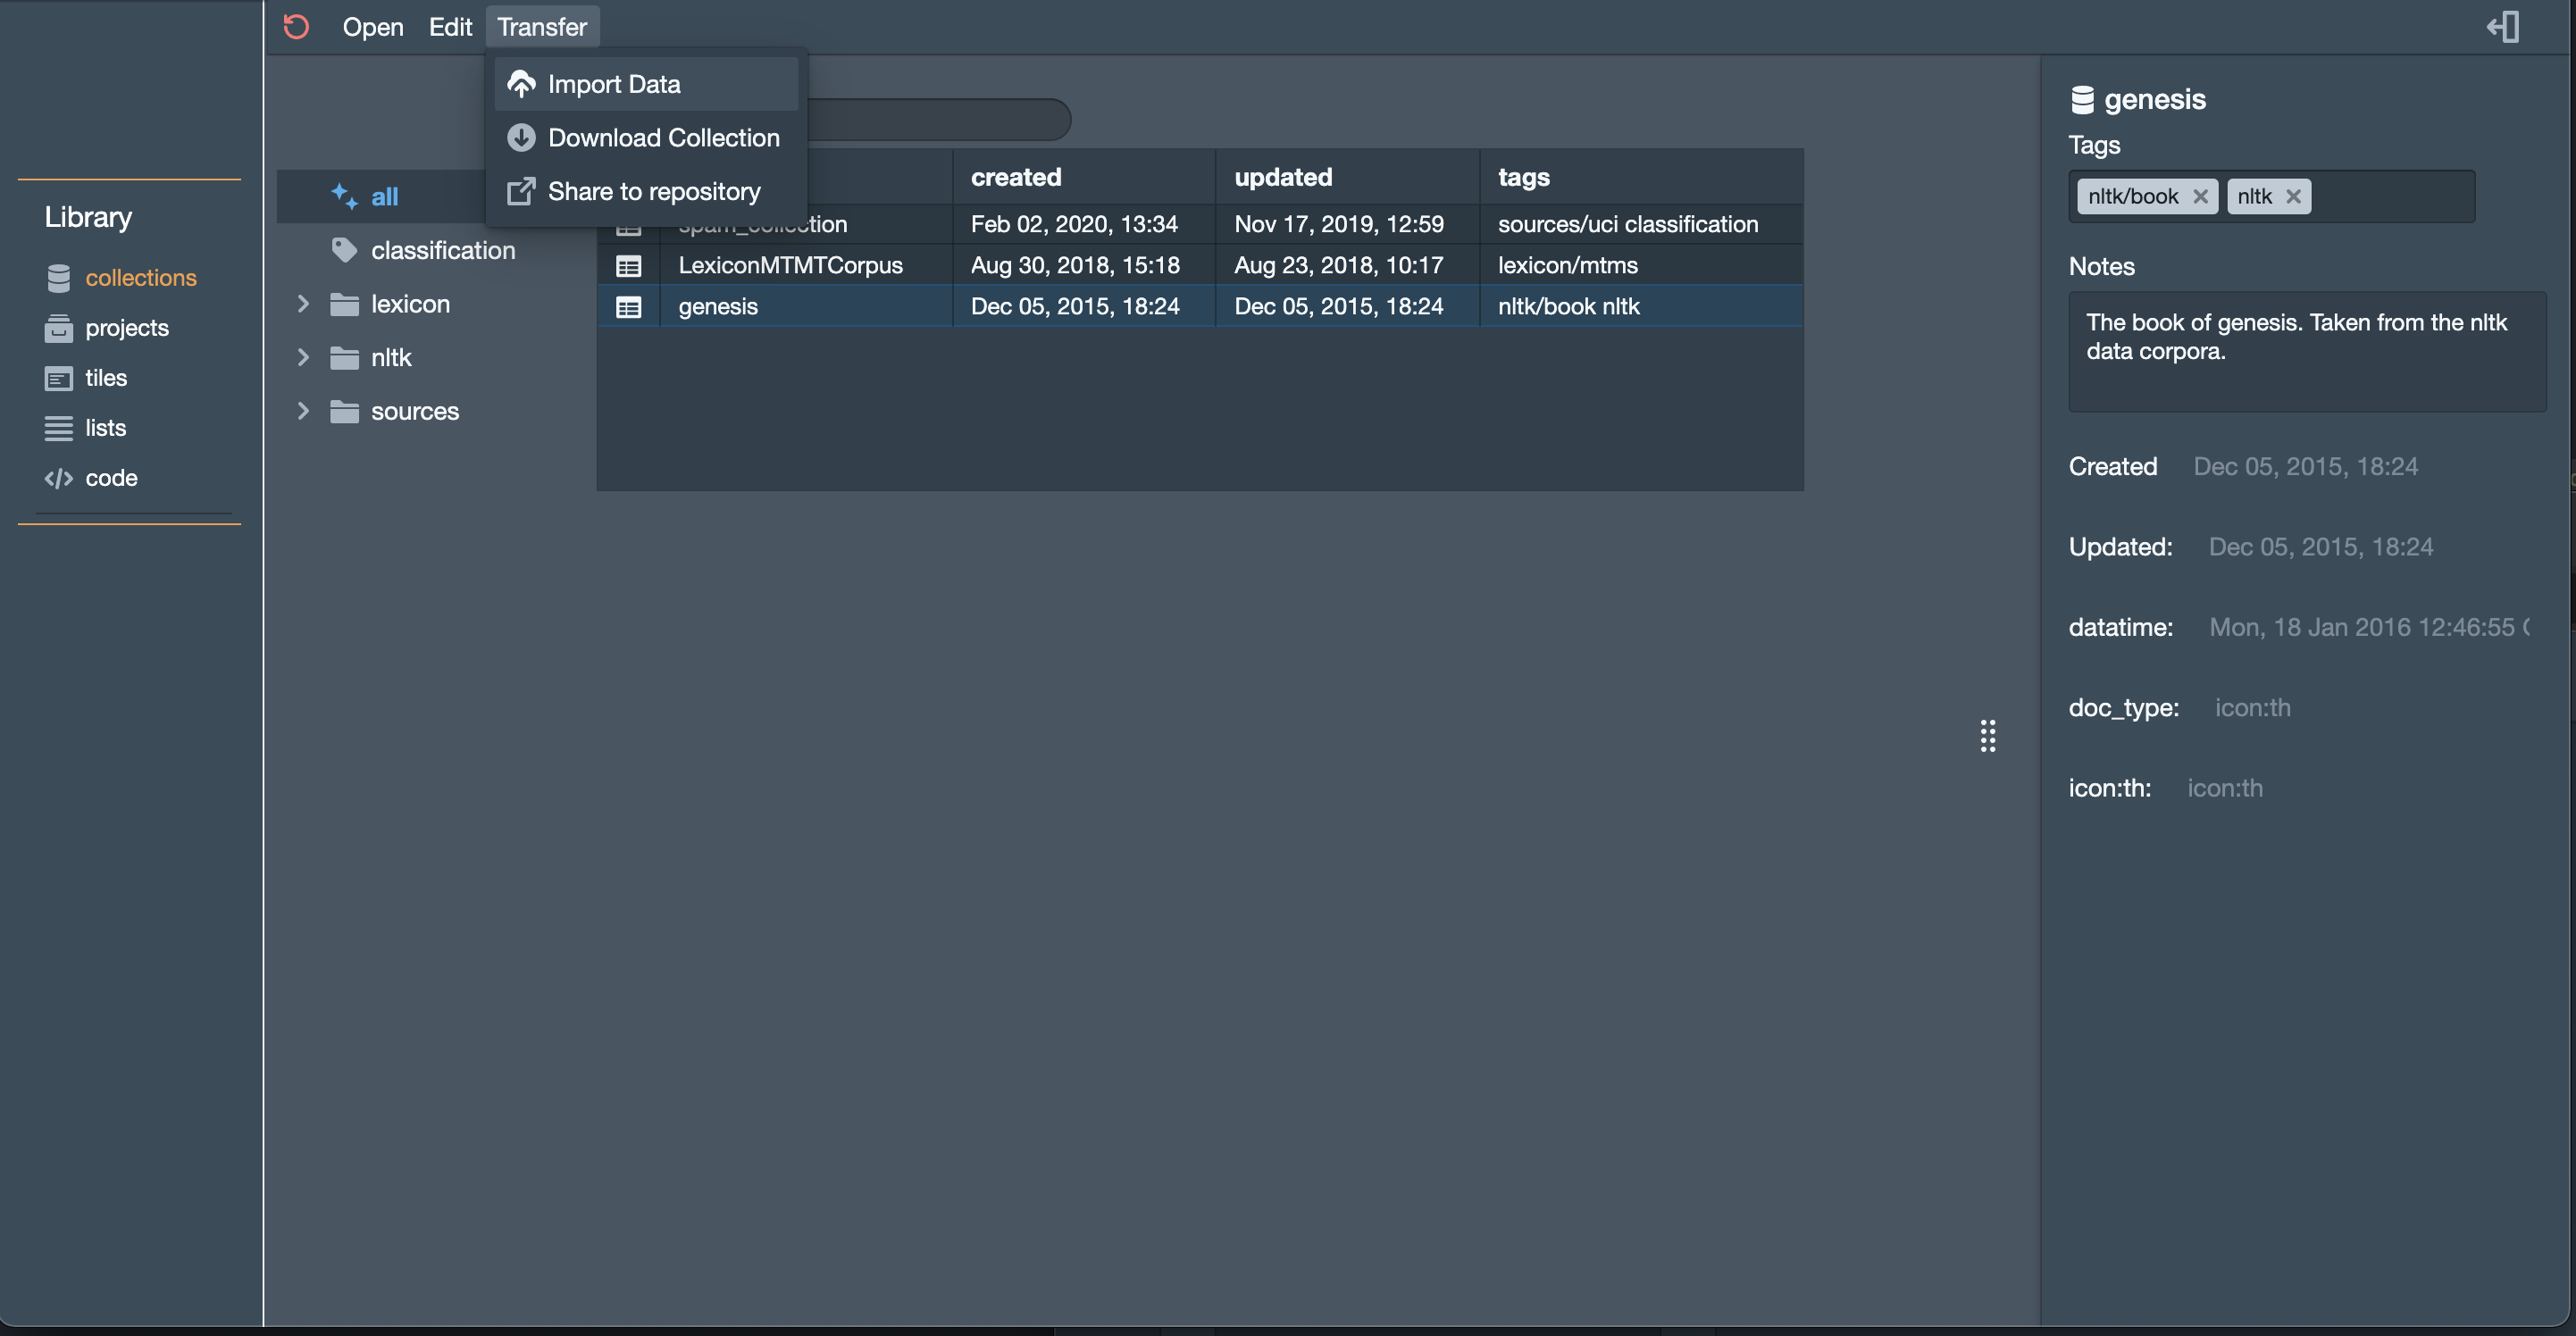 Open Edit Transfer
Import Data
Download Collection
Share to repository
Library
collections
projects
tiles
lists
code
all
classification
lexicon
nltk
sources
created updated tags
spam_collection Feb 02, 2020, 13:34 Nov 17, 2019, 12:59 sources/uci classification
LexiconMTMTCorpus Aug 30, 2018, 15:18 Aug 23, 2018, 10:17 lexicon/mtms
genesis Dec 05, 2015, 18:24 Dec 05, 2015, 18:24 nltk/book nltk
genesis
Tags
nltk/book nltk
Notes
The book of genesis. Taken from the nltk
data corpora.
Created Dec 05, 2015, 18:24
Updated: Dec 05, 2015, 18:24
datatime: Mon, 18 Jan 2016 12:46:55
doc_type: icon:th
icon:th: icon:th